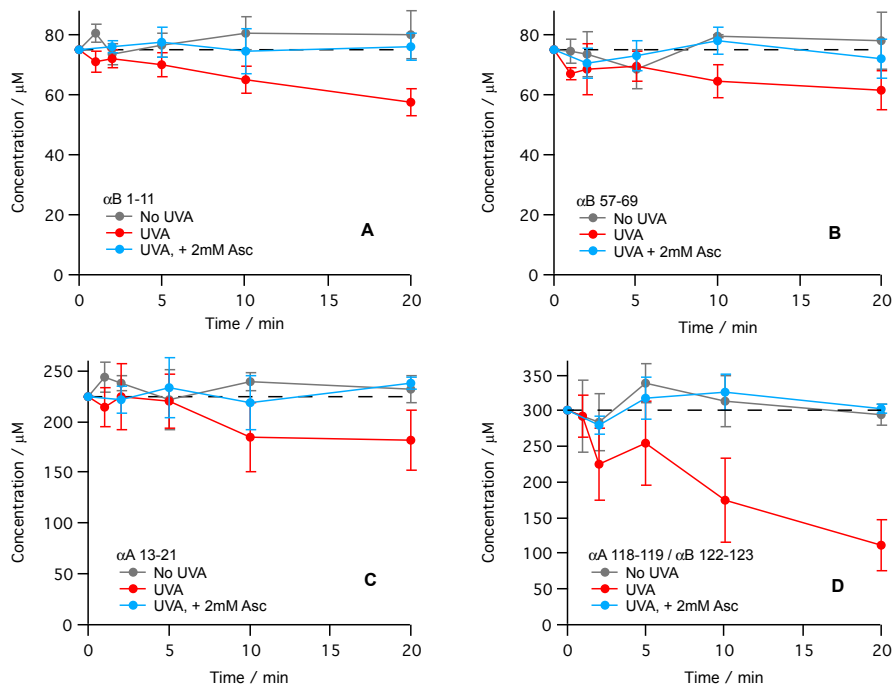 80
60
40
20
0
Concentration / μM
αB 1-11
No UVA
UVA
UVA, + 2mM Asc
A
0 5 10 15 20
Time / min
80
60
40
20
0
Concentration / μM
αB 57-69
No UVA
UVA
UVA + 2mM Asc
B
0 5 10 15 20
Time / min
250
200
150
100
50
0
Concentration / μM
αA 13-21
No UVA
UVA
UVA, + 2mM Asc
C
0 5 10 15 20
Time / min
350
300
250
200
150
100
50
0
Concentration / μM
αA 118-119 / αB 122-123
No UVA
UVA
UVA, + 2mM Asc
D
0 5 10 15 20
Time / min